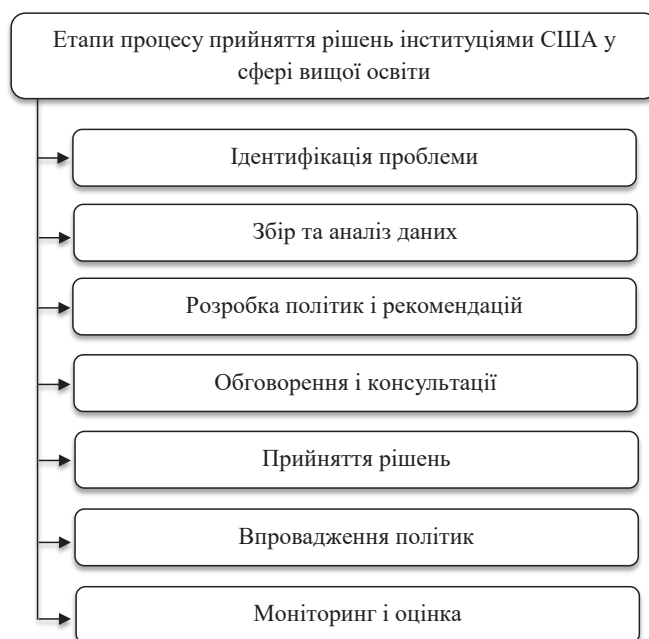 Етапи процесу прийняття рішень інституціями США у
сфері вищої освіти
Ідентифікація проблеми
Збір та аналіз даних
Розробка політик і рекомендацій
Обговорення і консультації
Прийняття рішень
Впровадження політик
Моніторинг і оцінка